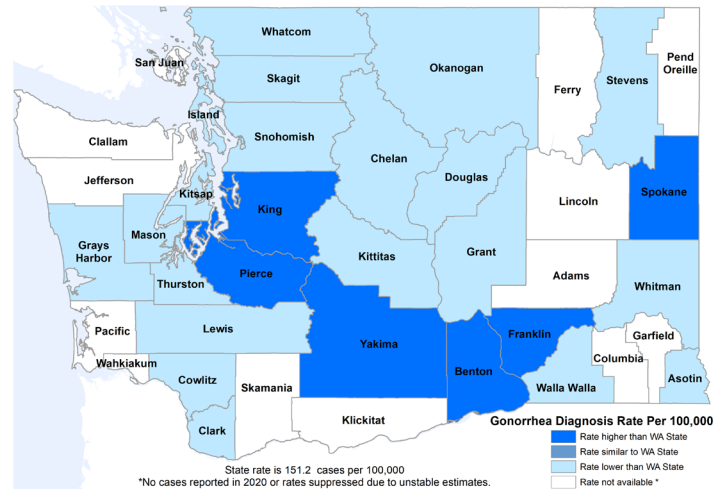 Whatcom
San Juan
Skagit
Okanogan
Ferry
Stevens
Pend
Oreille
Island
Clallam
Snohomish
Chelan
Douglas
Jefferson
Kitsap
King
Lincoln
Spokane
Mason
Grays
Harbor
Kittitas
Grant
Adams
Pierce
Thurston
Whitman
Pacific
Lewis
Yakima
Franklin
Garfield
Columbia
Wahkiakum
Cowlitz
Skamania
Benton
Walla Walla
Asotin
Klickitat
Clark
Gonorrhea Diagnosis Rate Per 100,000
Rate higher than WA State
Rate similar to WA State
Rate lower than WA State
Rate not available *
State rate is 151.2 cases per 100,000
*No cases reported in 2020 or rates suppressed due to unstable estimates.